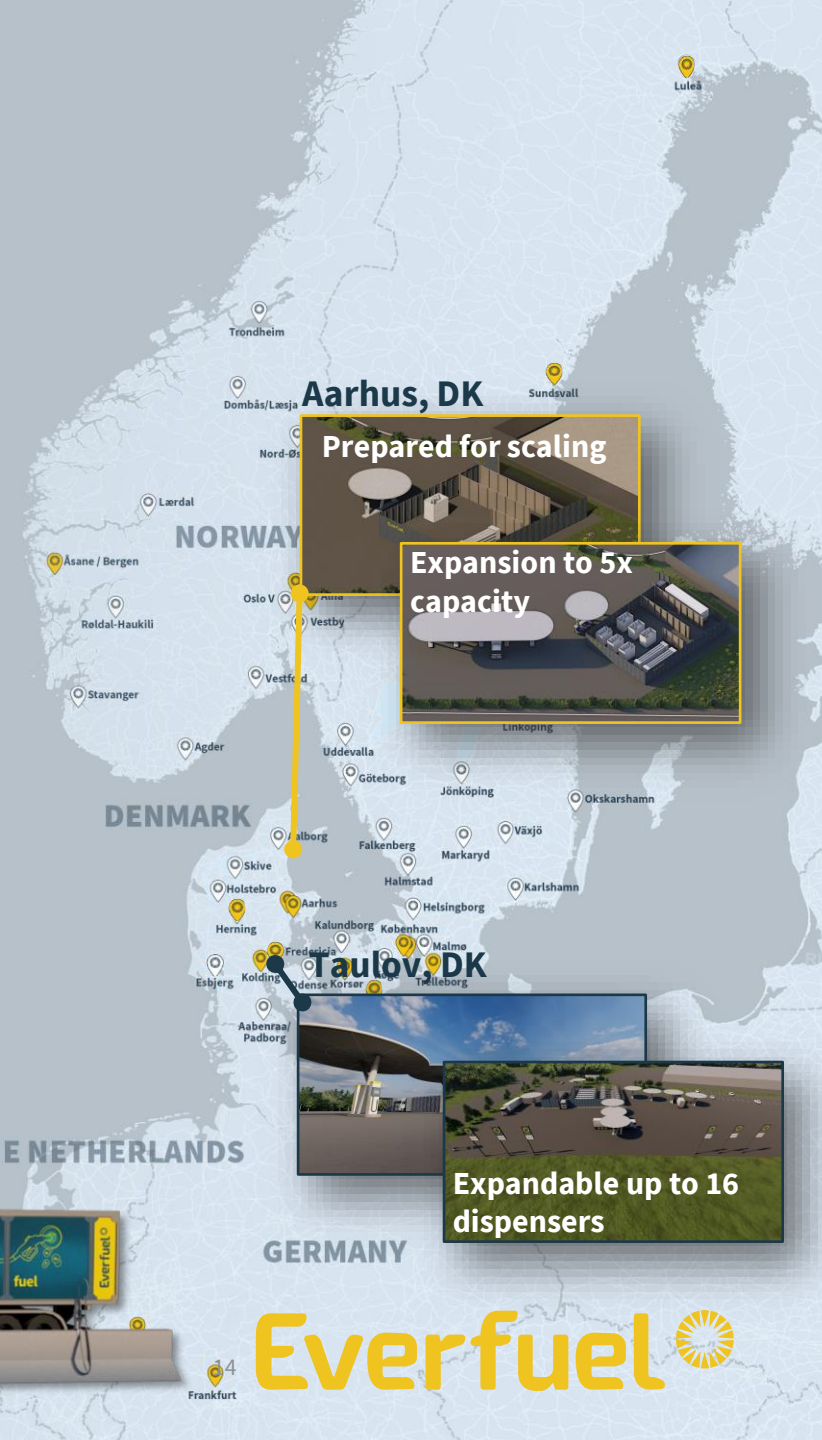 Luleå
Trondheim
Dombås/Læsja
Aarhus, DK
Sundsvall
Prepared for scaling
Lærdal
NORWAY
Expansion to 5x
capacity
Åsane / Bergen
Oslo V
Alna
Røldal-Haukili
Vestby
Vestfold
Stavanger
Linköping
Agder
Uddevalla
Göteborg
Jönköping
Okskarshamn
DENMARK
Aalborg
Falkenberg
Växjö
Markaryd
Skive
Halmstad
Holstebro
Karlshamn
Aarhus
Helsingborg
Herning
Kalundborg
København
Malmø
Fredericia
Taulov, DK
Esbjerg
Kolding
Odense
Korsør
Trelleborg
Aabenraa/
Padborg
E NETHERLANDS
Expandable up to 16
dispensers
fuel
Everfuel
GERMANY
Everfuel
14
Frankfurt